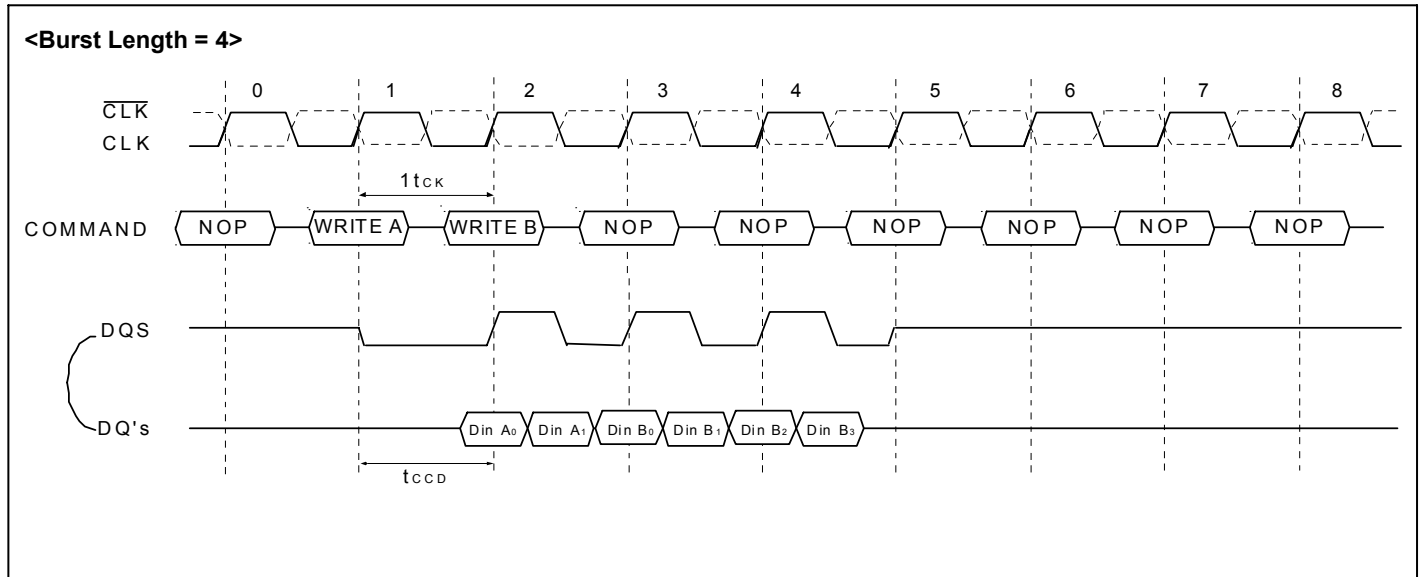 <Burst Length = 4>
0 1 2 3 4 5 6 7 8
CLK
CLK
1tCK
COMMAND NOP WRITE A WRITE B NOP NOP NOP NOP NOP NOP
DQS
DQ's Din A0 Din A1 Din B0 Din B1 Din B2 Din B3
tCCD